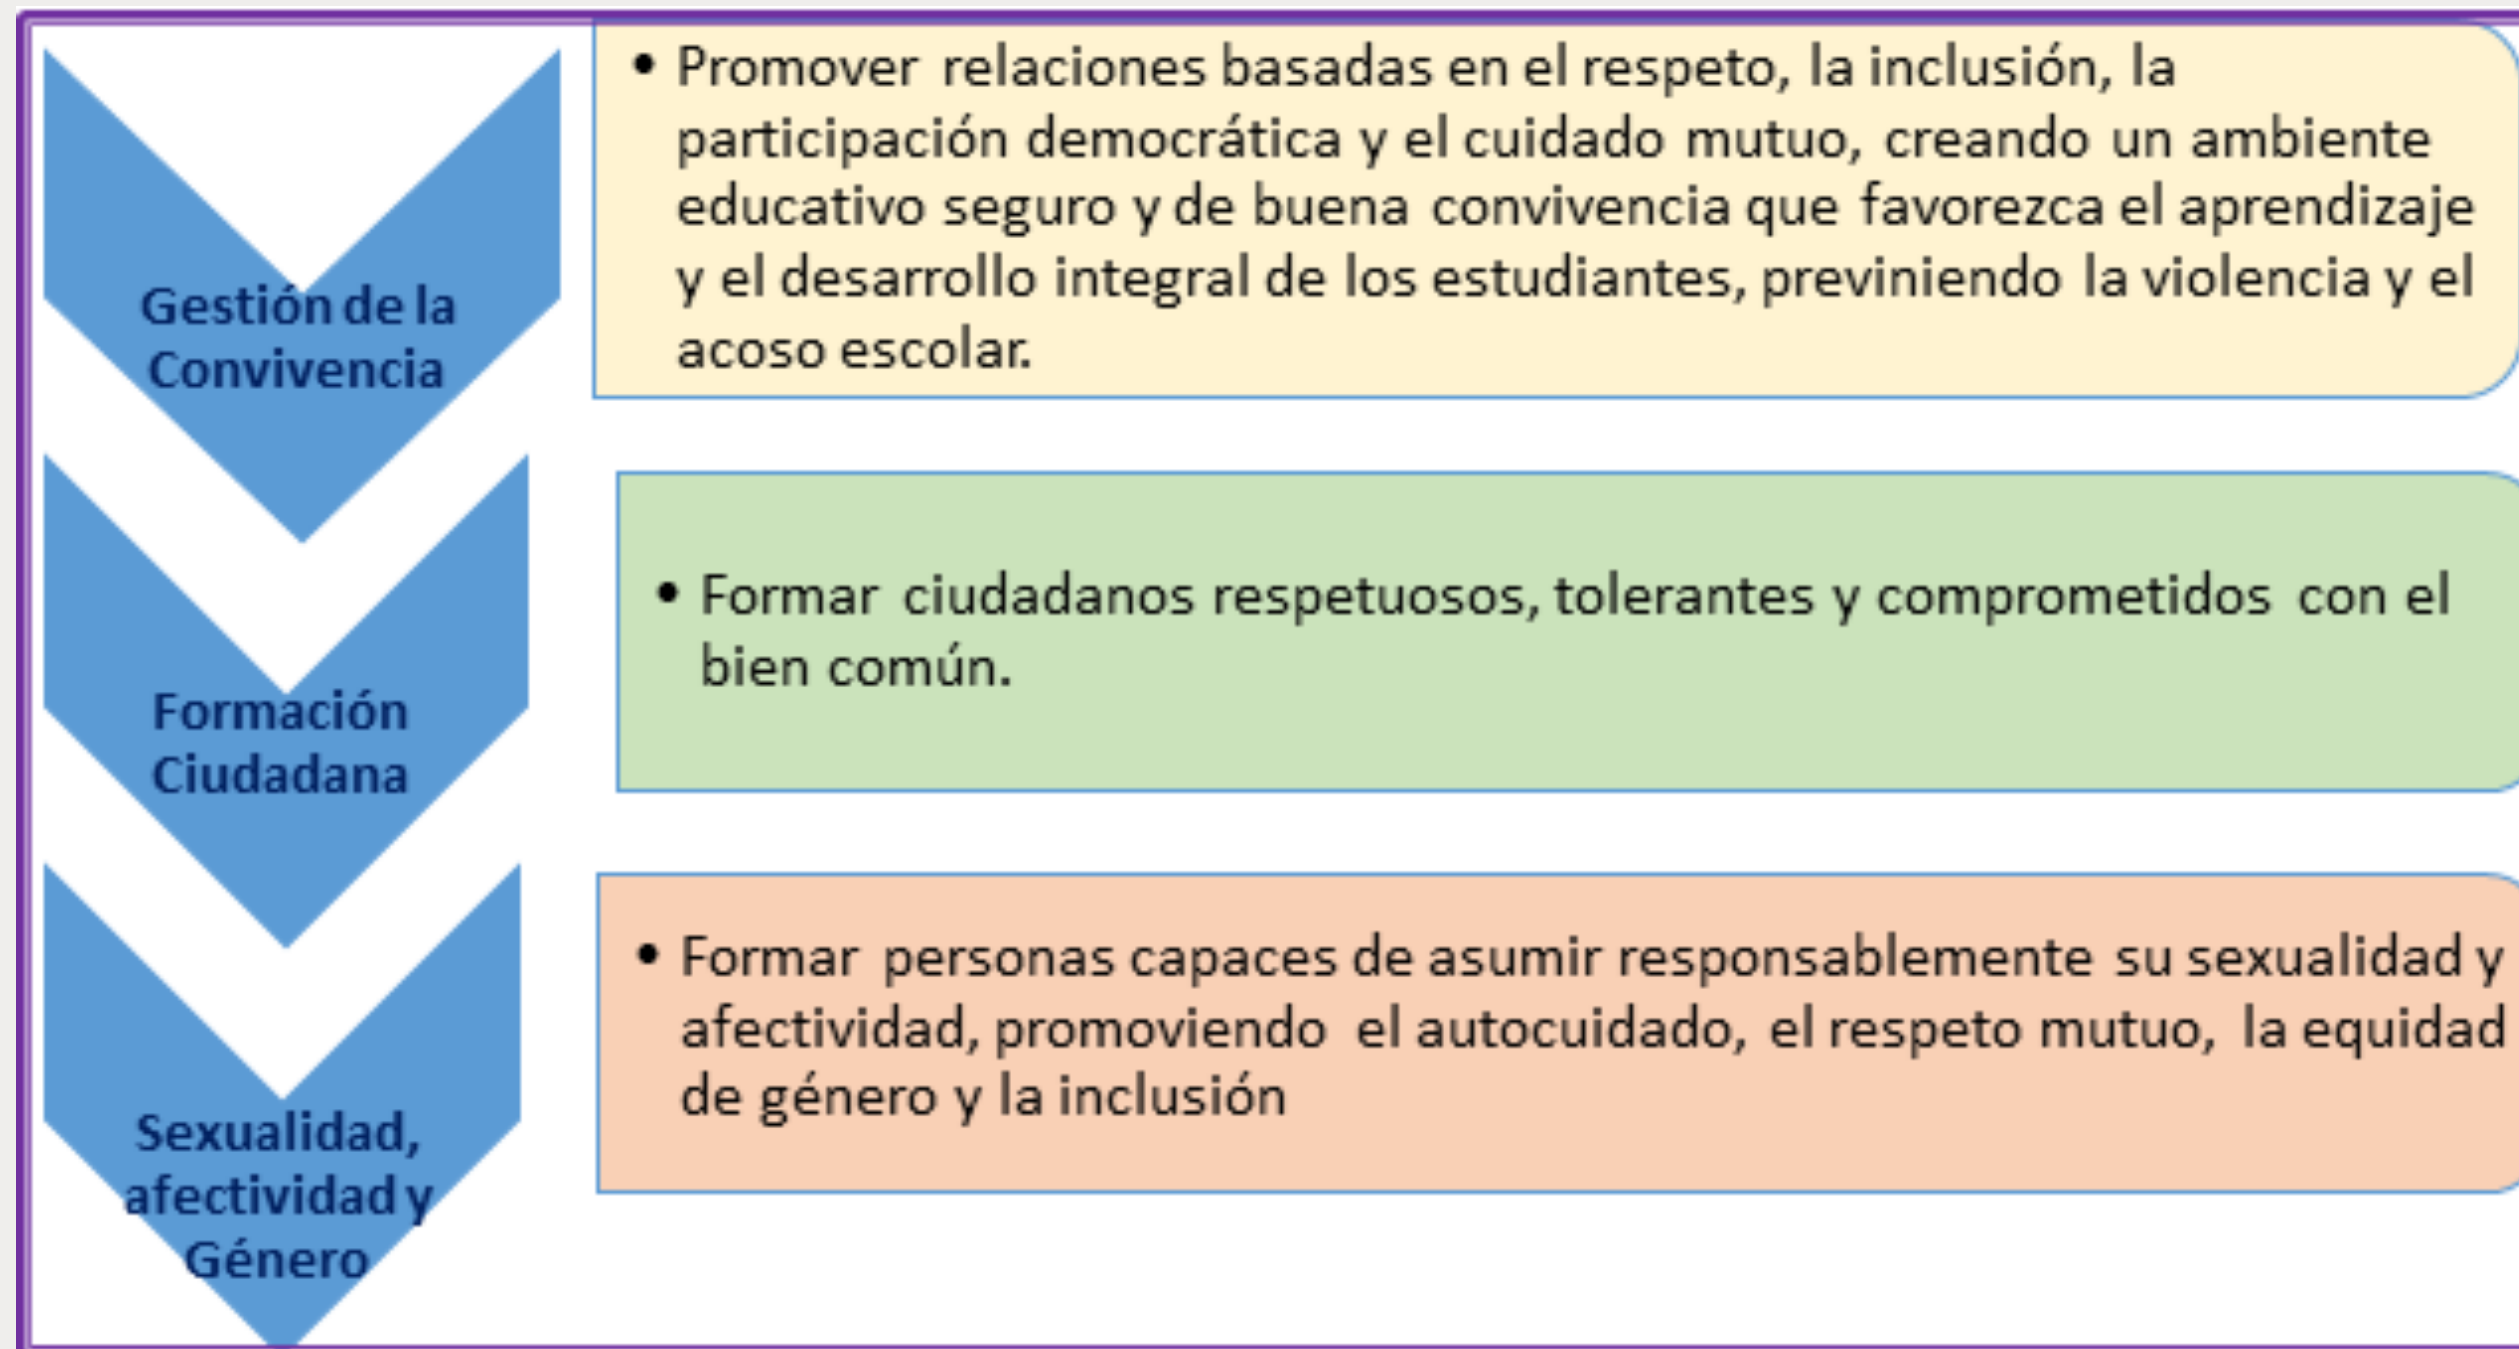 Gestión de la
Convivencia
• Promover relaciones basadas en el respeto, la inclusión, la
participación democrática y el cuidado mutuo, creando un ambiente
educativo seguro y de buena convivencia que favorezca el aprendizaje
y el desarrollo integral de los estudiantes, previniendo la violencia y el
acoso escolar.
Formación
Ciudadana
• Formar ciudadanos respetuosos, tolerantes y comprometidos con el
bien común.
Sexualidad,
afectividad y
Género
• Formar personas capaces de asumir responsablemente su sexualidad y
afectividad, promoviendo el autocuidado, el respeto mutuo, la equidad
de género y la inclusión